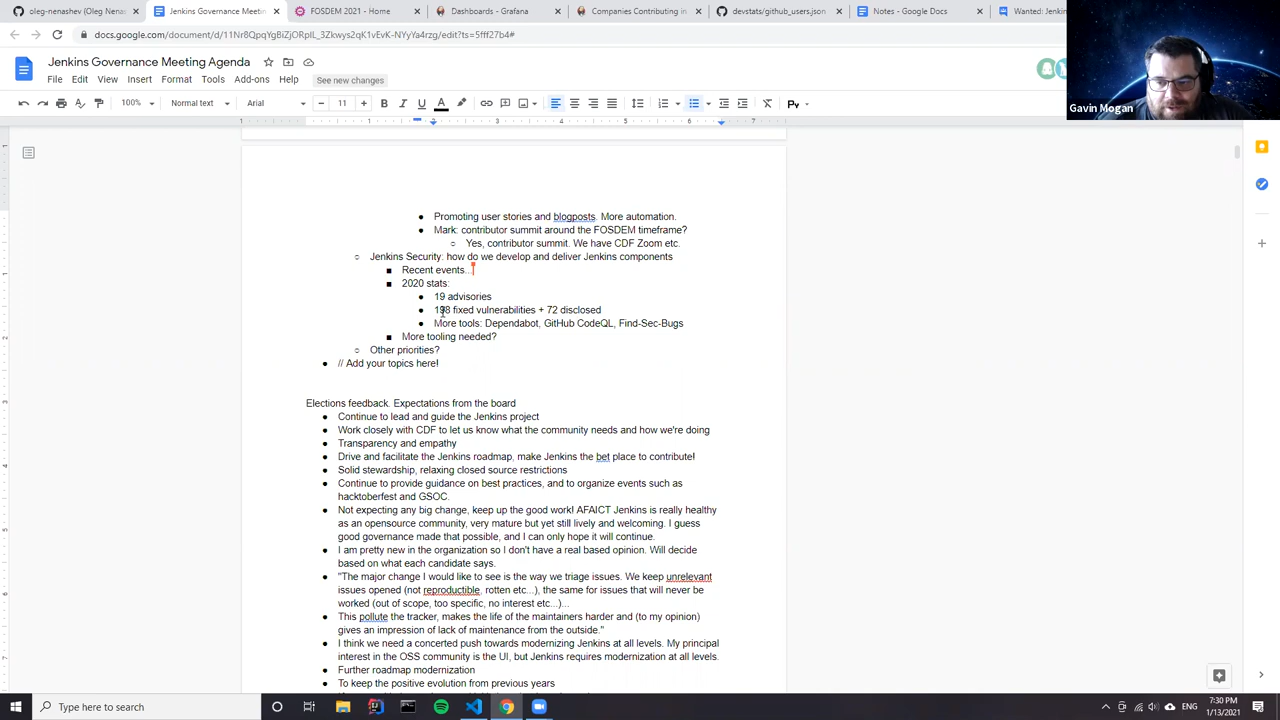 oleg-nenashev (Oleg Nenas
Jenkins Governance Meetin
FOSDEM 2021 - Home
Dashboards - Grafana
Companies Contributing in
devstats/github_users.json
Notes - Google Docs
Wanted: Jenki
Jenkins Governance Meeting Agenda
File Edit View Insert Format Tools Add-ons Help See new changes
100% Normal text Arial 11 B I U A
Gavin Mogan
1 1 2 3 4 5 6 7
● Promoting user stories and blogposts. More automation.
● Mark: contributor summit around the FOSDEM timeframe?
○ Yes, contributor summit. We have CDF Zoom etc.
○ Jenkins Security: how do we develop and deliver Jenkins components
■ Recent events...
■ 2020 stats:
● 19 advisories
● fixed vulnerabilities + 72 disclosed
● More tools: Dependabot, GitHub CodeQL, Find-Sec-Bugs
■ More tooling needed?
○ Other priorities?
● // Add your topics here!
Elections feedback. Expectations from the board
● Continue to lead and guide the Jenkins project
● Work closely with CDF to let us know what the community needs and how we're doing
● Transparency and empathy
● Drive and facilitate the Jenkins roadmap, make Jenkins the bet place to contribute!
● Solid stewardship, relaxing closed source restrictions
● Continue to provide guidance on best practices, and to organize events such as
hacktoberfest and GSOC.
● Not expecting any big change, keep up the good work! AFAICT Jenkins is really healthy
as an opensource community, very mature but yet still lively and welcoming. I guess
good governance made that possible, and I can only hope it will continue.
● I am pretty new in the organization so I don't have a real based opinion. Will decide
based on what each candidate says.
● "The major change I would like to see is the way we triage issues. We keep unrelevant
issues opened (not reproductible, rotten etc...), the same for issues that will never be
worked (out of scope, too specific, no interest etc...)...
● This pollute the tracker, makes the life of the maintainers harder and (to my opinion)
gives an impression of lack of maintenance from the outside."
● I think we need a concerted push towards modernizing Jenkins at all levels. My principal
interest in the OSS community is the UI, but Jenkins requires modernization at all levels.
● Further roadmap modernization
● To keep the positive evolution from previous years
Type here to search
ENG
7:30 PM
1/13/2021